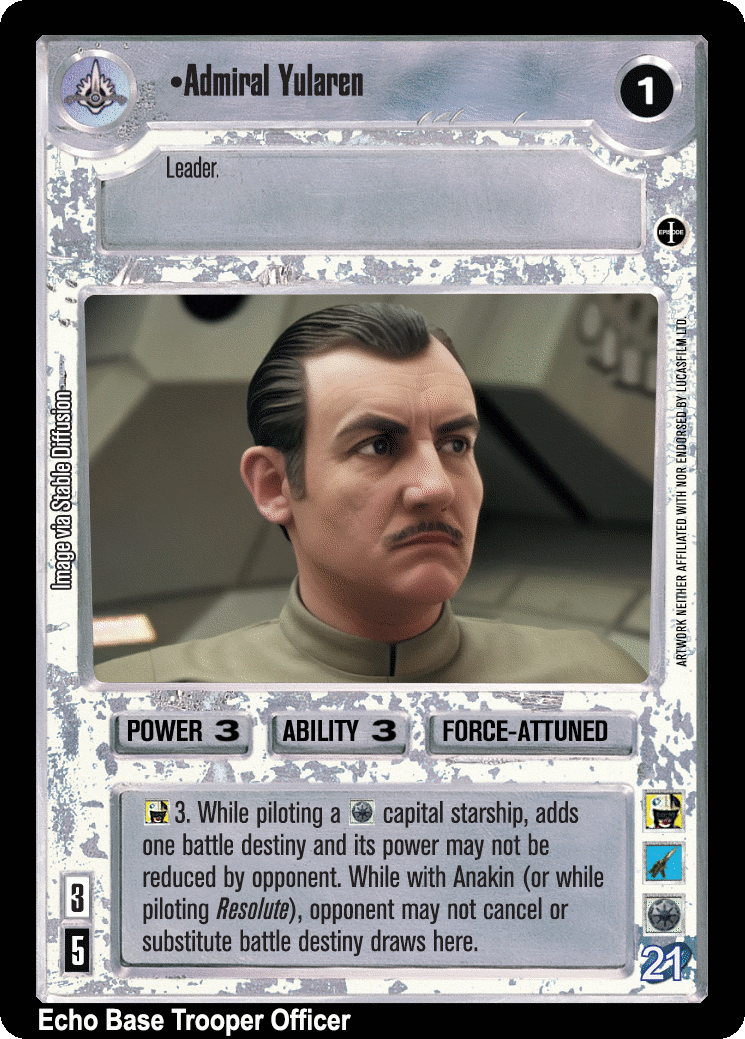 •Admiral Yularen
1
Leader.
EPISODE
I
Image via Stable Diffusion
ARTWORK NEITHER AFFILIATED WITH NOR ENDORSED BY LUCASFILM LTD.
POWER 3
ABILITY 3
FORCE-ATTUNED
3. While piloting a capital starship, adds
one battle destiny and its power may not be
reduced by opponent. While with Anakin (or while
piloting Resolute), opponent may not cancel or
substitute battle destiny draws here.
3
5
21
Echo Base Trooper Officer